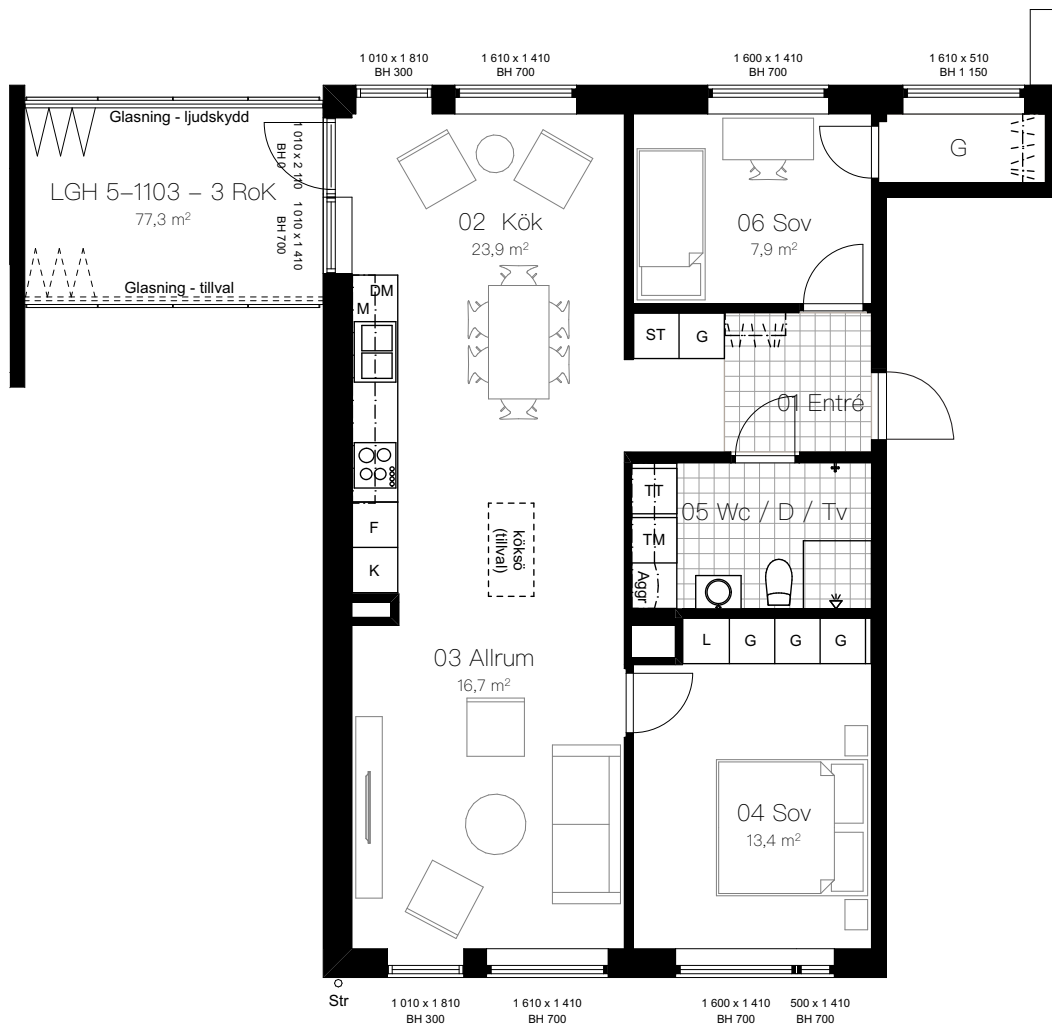 1 010 x 1 810
BH 300
1 610 x 1 410
BH 700
1 600 x 1 410
BH 700
1 610 x 510
BH 1 150
Glasning - ljudskydd
1 010 x 2 110
BH 0
1 010 x 1 410
BH 700
LGH 5–1103 – 3 RoK
77,3 m²
Glasning - tillval
02 Kök
23,9 m²
06 Sov
7,9 m²
G
DM
M
ST
G
01 Entré
TT
05 Wc / D / Tv
TM
Aggr
F
K
köksö
(tillval)
L
G
G
G
03 Allrum
16,7 m²
04 Sov
13,4 m²
Str
1 010 x 1 810
BH 300
1 610 x 1 410
BH 700
1 600 x 1 410
BH 700
500 x 1 410
BH 700